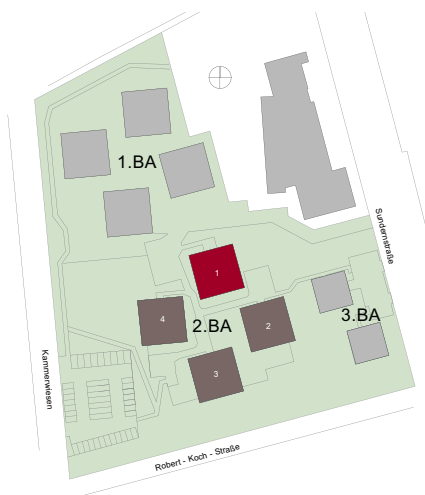 1.BA
Sundernstraße
1
4
2.BA
2
3.BA
3
Kammerwiesen
Robert - Koch - Straße